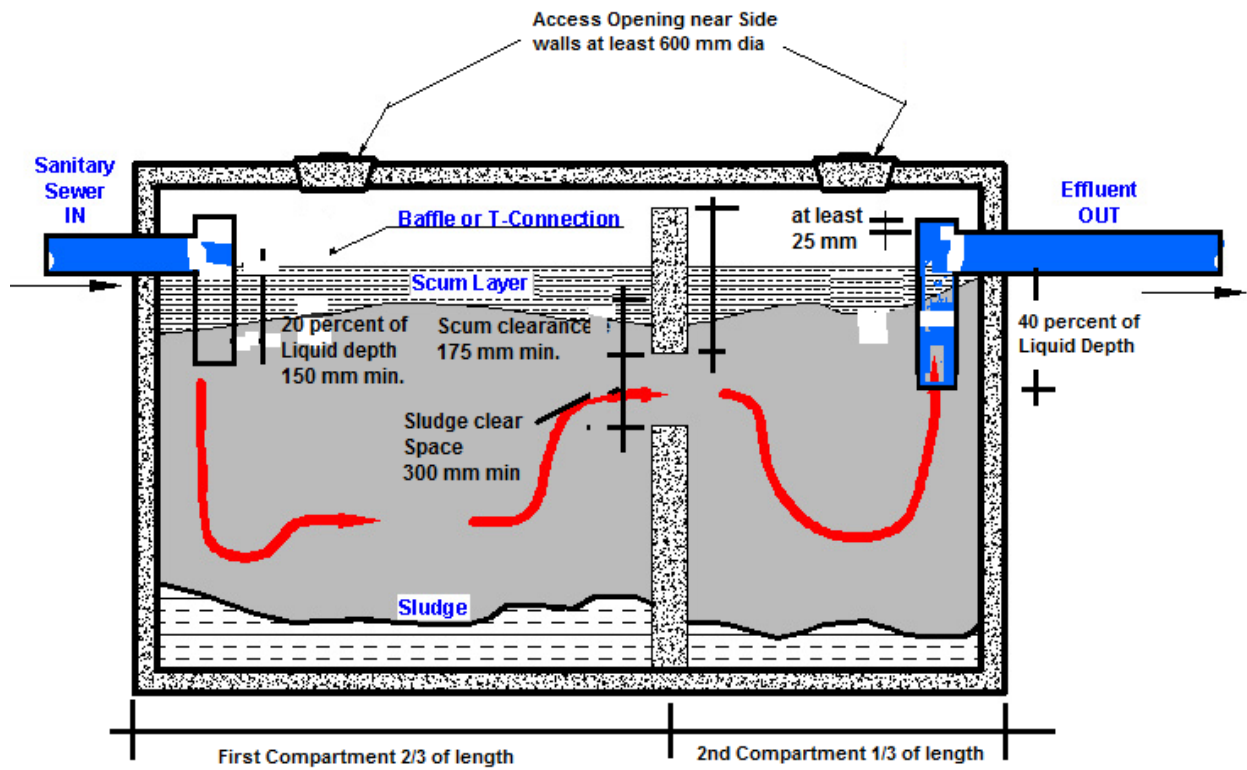 Access Opening near Side
walls at least 600 mm dia
Sanitary
Sewer
IN
Baffle or T-Connection
at least
25 mm
Effluent
OUT
Scum Layer
20 percent of
Liquid depth
150 mm min.
Scum clearance
175 mm min.
40 percent of
Liquid Depth
Sludge clear
Space
300 mm min
Sludge
First Compartment 2/3 of length
2nd Compartment 1/3 of length